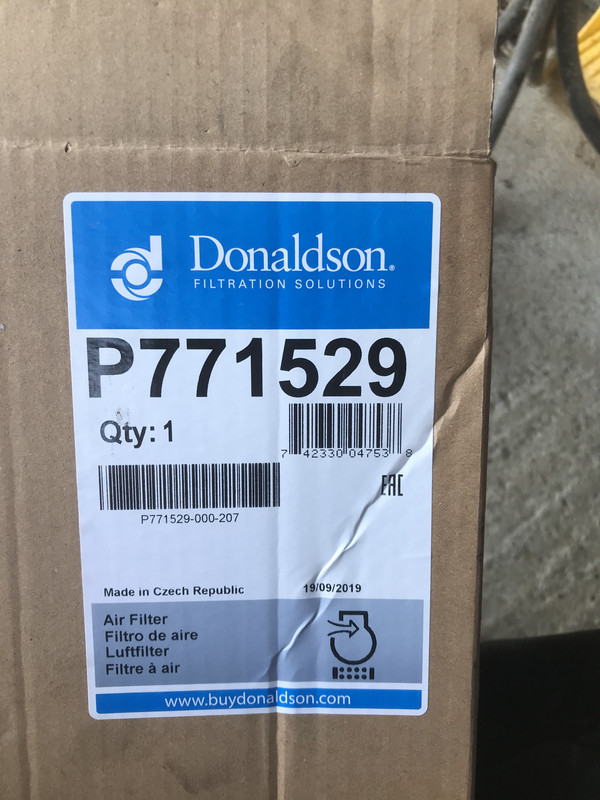 Donaldson®
FILTRATION SOLUTIONS
P771529
Qty: 1
7 42330 04753 8
P771529-000-207
EAC
Made in Czech Republic 19/09/2019
Air Filter
Filtro de aire
Luftfilter
Filtre à air
www.buydonaldson.com